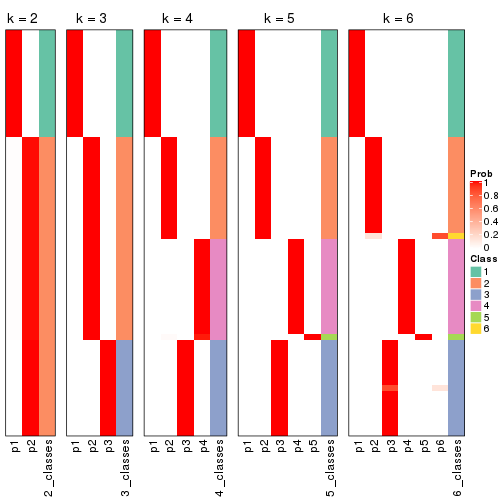 k = 2
k = 3
k = 4
k = 5
k = 6
Prob
1
0.8
0.6
0.4
0.2
0
Class
1
2
3
4
5
6
p1
p2
2_classes
p1
p2
p3
3_classes
p1
p2
p3
p4
4_classes
p1
p2
p3
p4
p5
5_classes
p1
p2
p3
p4
p5
p6
6_classes